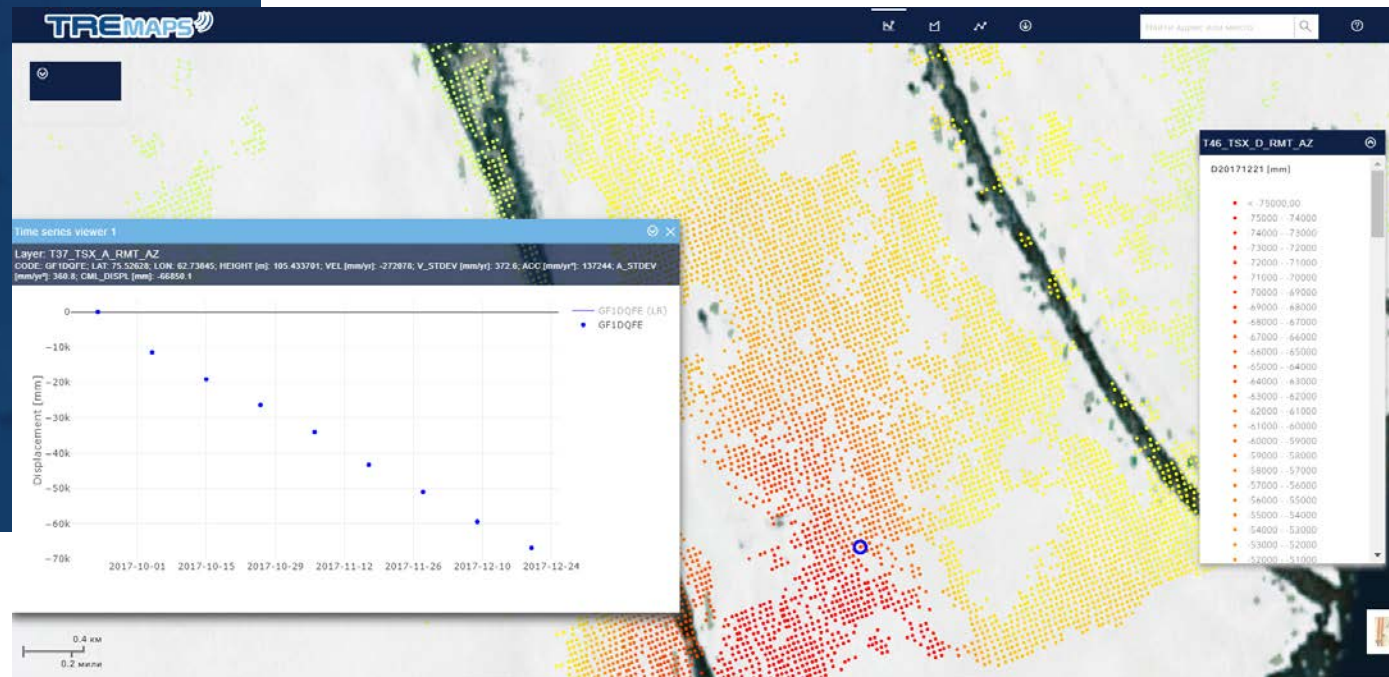 TREMAPS
Найти адрес или место
T46_TSX_D_RMT_AZ
D20171221 [mm]
< -75000,00
-75000 - -74000
-74000 - -73000
-73000 - -72000
-72000 - -71000
-71000 - -70000
-70000 - -69000
-69000 - -68000
-68000 - -67000
-67000 - -66000
-66000 - -65000
-65000 - -64000
-64000 - -63000
-63000 - -62000
-62000 - -61000
-61000 - -60000
-60000 - -59000
-59000 - -58000
-58000 - -57000
-57000 - -56000
-56000 - -55000
-55000 - -54000
-54000 - -53000
-53000 - -52000
-52000 - -51000
Time series viewer 1
Layer: T37_TSX_A_RMT_AZ
CODE: GF1DQFE; LAT: 75.52628; LON: 62.73845; HEIGHT [m]: 105.433701; VEL [mm/yr]: -272078; V_STDEV [mm/yr]: 372.6; ACC [mm/yr²]: 137244; A_STDEV
[mm/yr²]: 360.8; CML_DISPL [mm]: -66850.1
Displacement [mm]
0
−10k
−20k
−30k
−40k
−50k
−60k
−70k
2017-10-01 2017-10-15 2017-10-29 2017-11-12 2017-11-26 2017-12-10 2017-12-24
GF1DQFE (LR)
GF1DQFE
0.4 км
0.2 мили